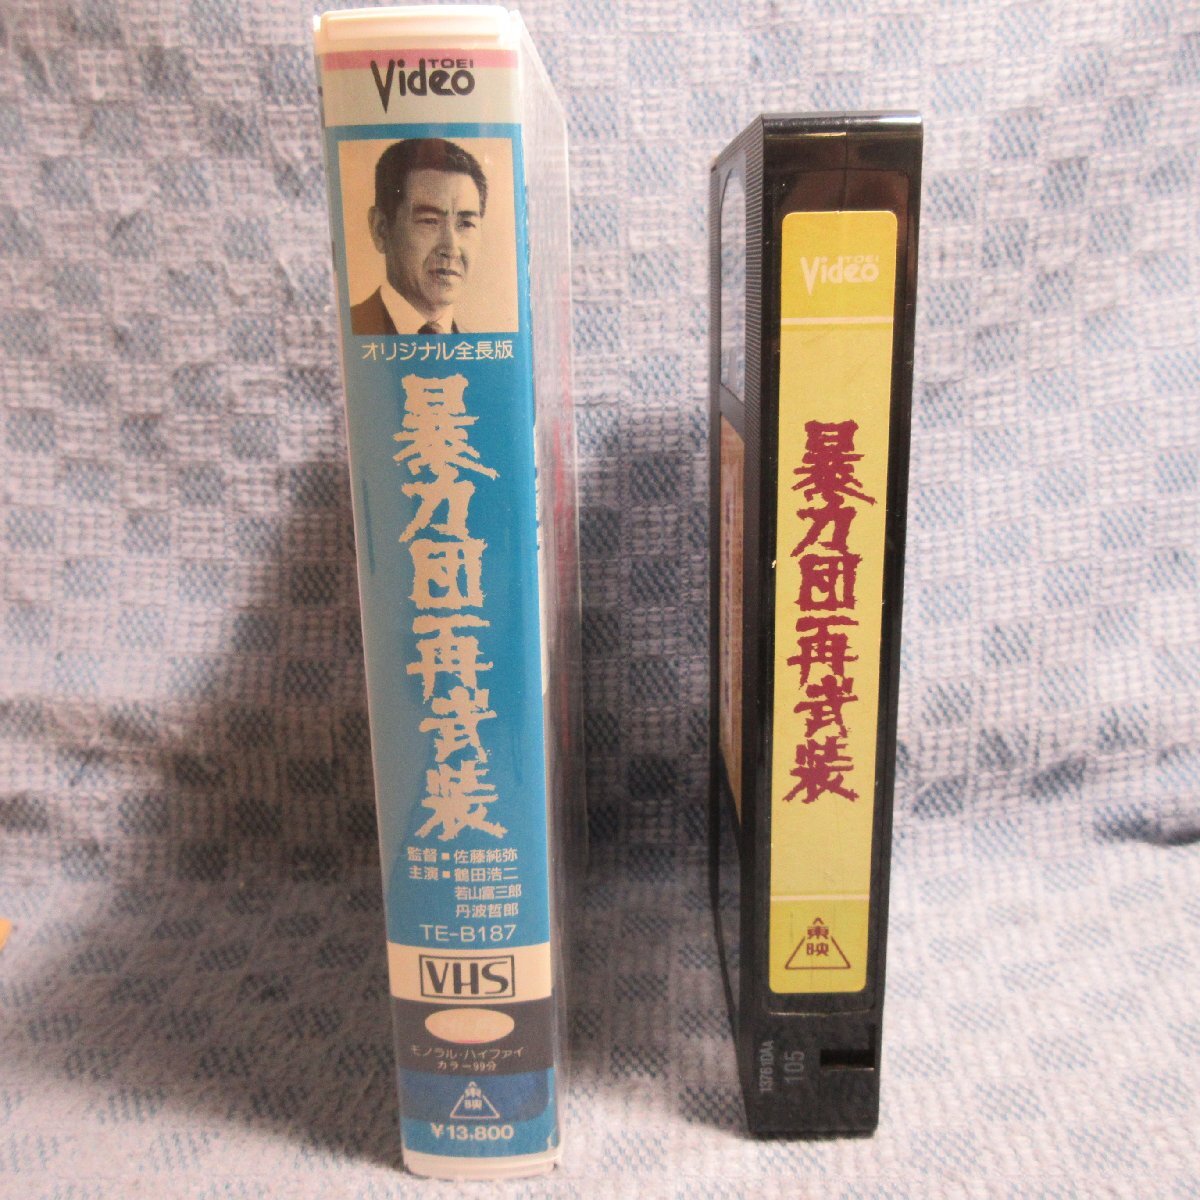 TOEI
Video
オリジナル全長版
暴力団再武装
監督■佐藤純弥
主演■鶴田浩二
若山富三郎
丹波哲郎
TE-B187
VHS
モノラル・ハイファイ
カラー99分
東映
¥13,800
TOEI
Video
暴力団再武装
東映
13761DAA
105